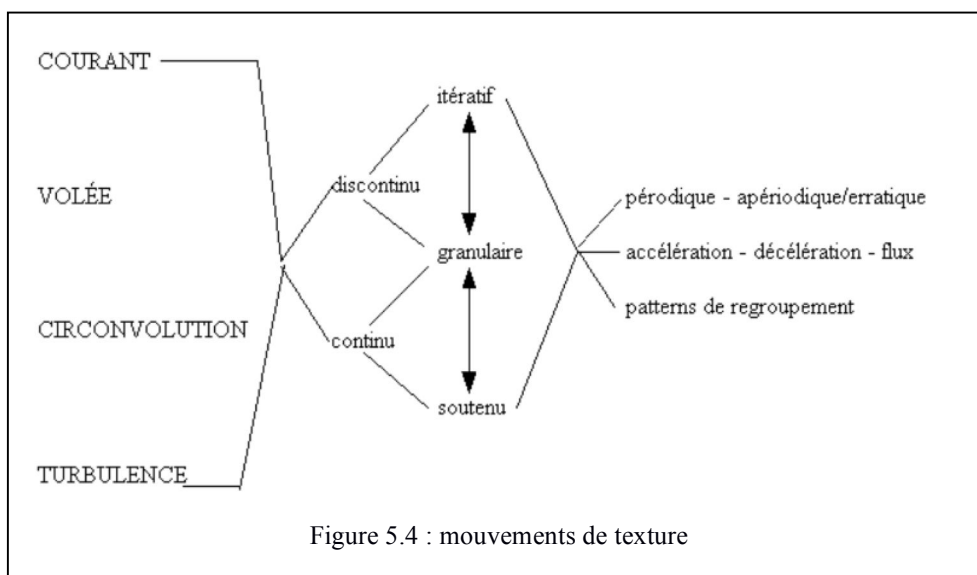 COURANT
VOLÉE
CIRCONVOLUTION
TURBULENCE
discontinu
continu
itératif
granulaire
soutenu
pérodique - apériodique/erratique
accélération - décélération - flux
patterns de regroupement
Figure 5.4 : mouvements de texture